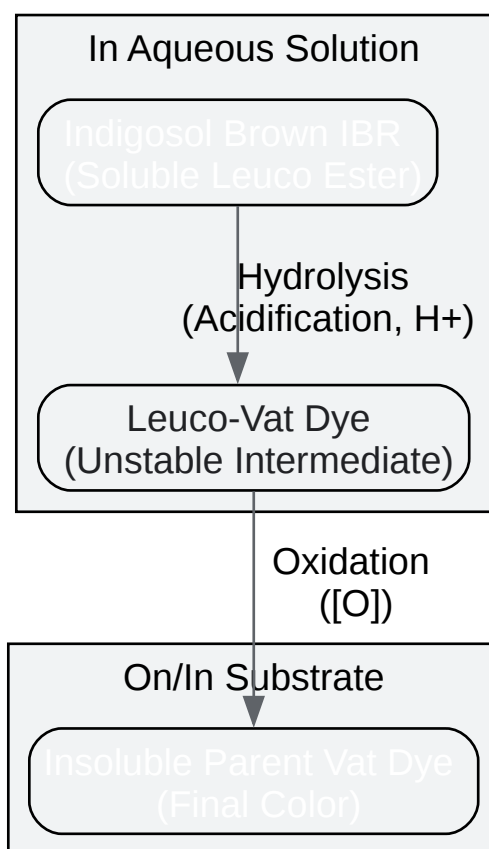 In Aqueous Solution
Indigosol Brown IBR
(Soluble Leuco Ester)
Hydrolysis
(Acidification, H+)
Leuco-Vat Dye
(Unstable Intermediate)
Oxidation
([O])
On/In Substrate
Insoluble Parent Vat Dye
(Final Color)